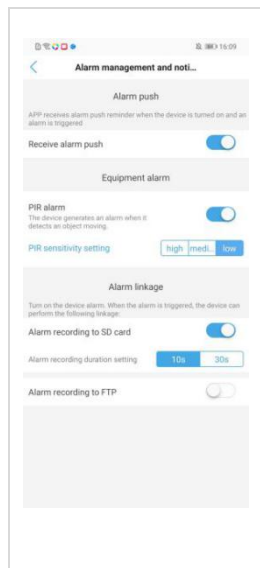 16:09
Alarm management and noti...
Alarm push
APP receives alarm push reminder when the device is turned on and an
alarm is triggered
Receive alarm push
Equipment alarm
PIR alarm
The device generates an alarm when it
detects an object moving.
PIR sensitivity setting high medi.. low
Alarm linkage
Turn on the device alarm. When the alarm is triggered, the device can
perform the following linkage:
Alarm recording to SD card
Alarm recording duration setting 10s 30s
Alarm recording to FTP